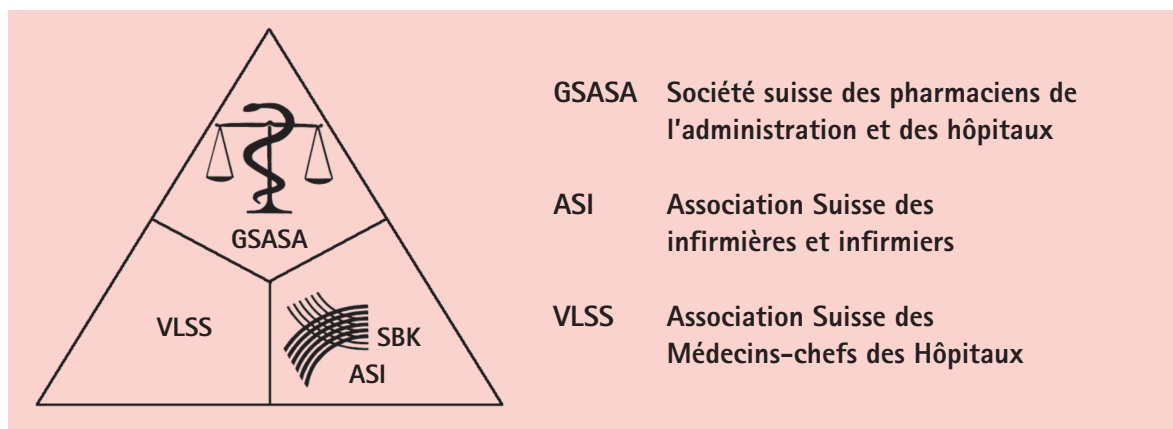 GSASA
VLSS
SBK
ASI
GSASA Société suisse des pharmaciens de
l'administration et des hôpitaux
ASI Association Suisse des
infirmières et infirmiers
VLSS Association Suisse des
Médecins-chefs des Hôpitaux